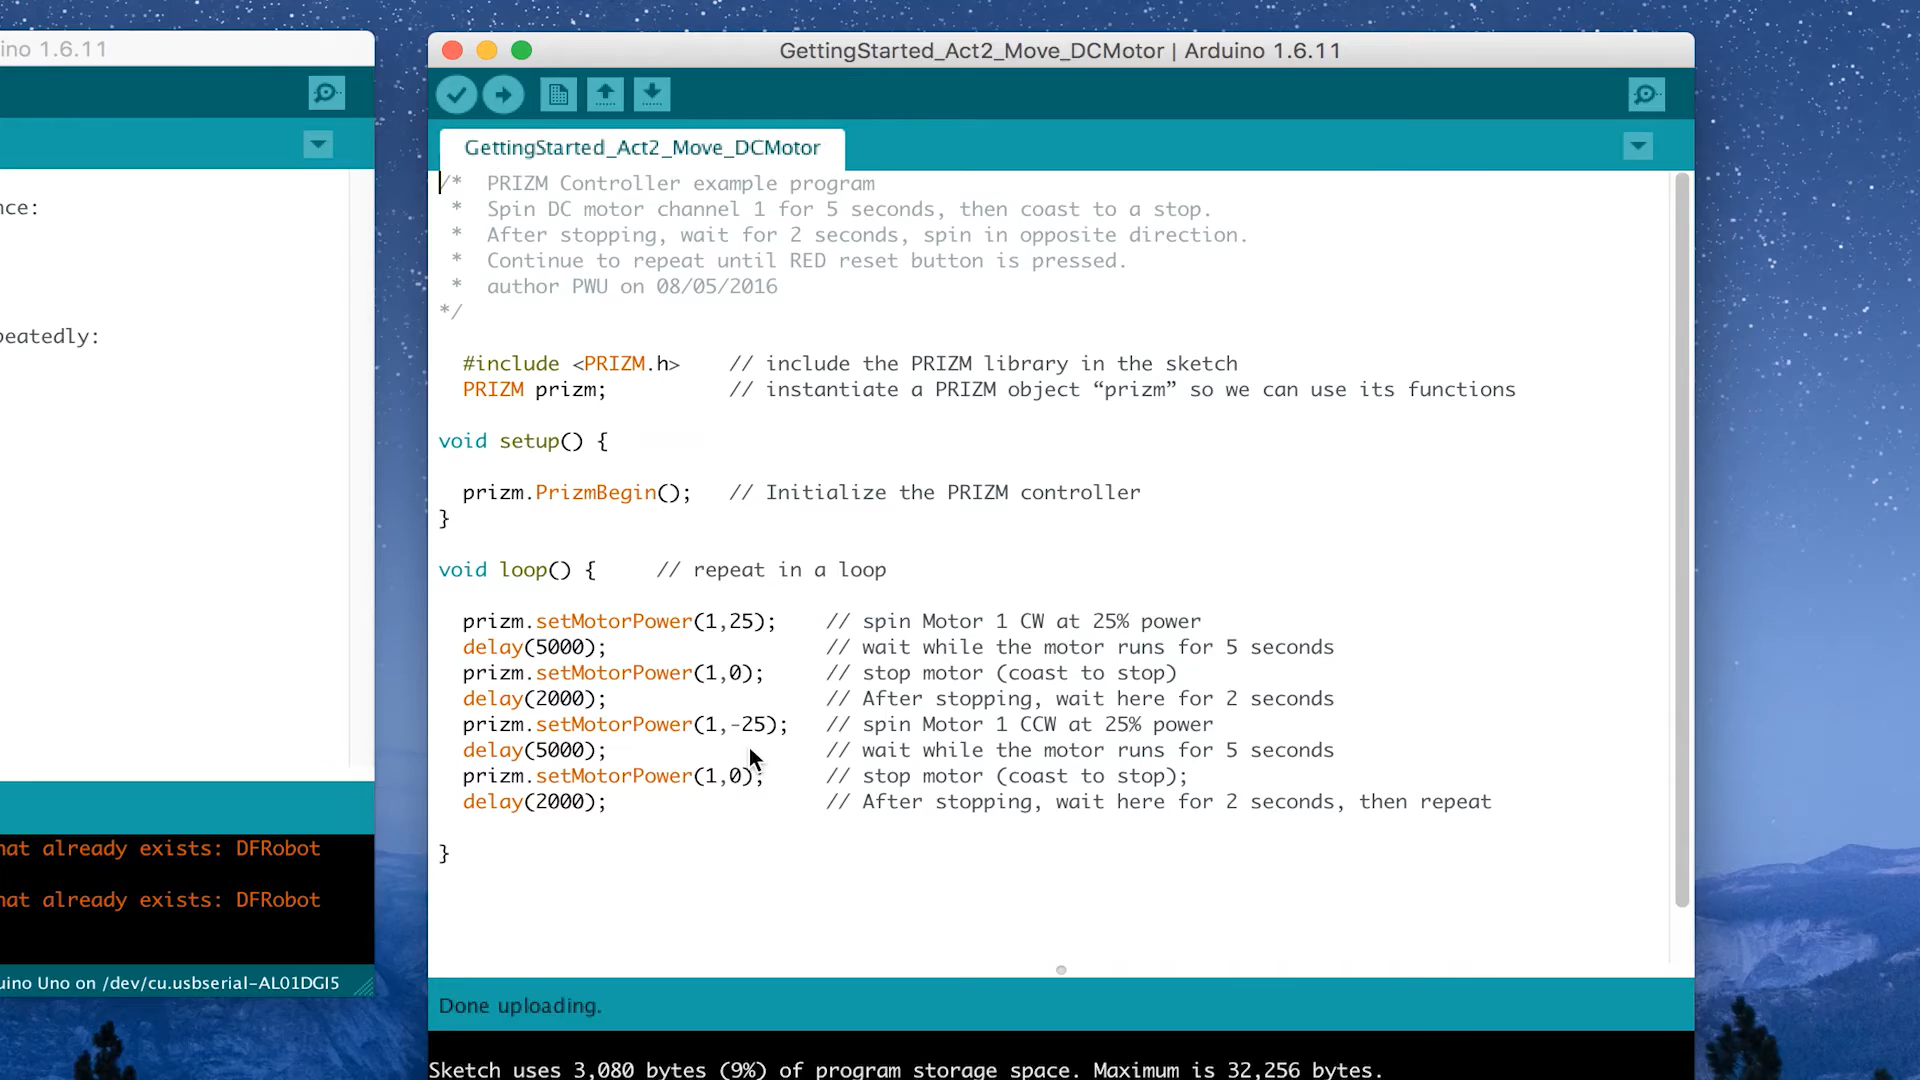 ino 1.6.11
nce:
peatedly:
hat already exists: DFRobot
hat already exists: DFRobot
uino Uno on /dev/cu.usbserial-AL01DGI5
GettingStarted_Act2_Move_DCMotor | Arduino 1.6.11
GettingStarted_Act2_Move_DCMotor
/*  PRIZM Controller example program
 *  Spin DC motor channel 1 for 5 seconds, then coast to a stop.
 *  After stopping, wait for 2 seconds, spin in opposite direction.
 *  Continue to repeat until RED reset button is pressed.
 *  author PWU on 08/05/2016
*/
  #include <PRIZM.h>    // include the PRIZM library in the sketch
  PRIZM prizm;          // instantiate a PRIZM object “prizm” so we can use its functions
void setup() {
  prizm.PrizmBegin();   // Initialize the PRIZM controller
}
void loop() {     // repeat in a loop
  prizm.setMotorPower(1,25);    // spin Motor 1 CW at 25% power
  delay(5000);                  // wait while the motor runs for 5 seconds
  prizm.setMotorPower(1,0);     // stop motor (coast to stop)
  delay(2000);                  // After stopping, wait here for 2 seconds
  prizm.setMotorPower(1,-25);   // spin Motor 1 CCW at 25% power
  delay(5000);                  // wait while the motor runs for 5 seconds
  prizm.setMotorPower(1,0);     // stop motor (coast to stop);
  delay(2000);                  // After stopping, wait here for 2 seconds, then repeat
}
Done uploading.
Sketch uses 3,080 bytes (9%) of program storage space. Maximum is 32,256 bytes.